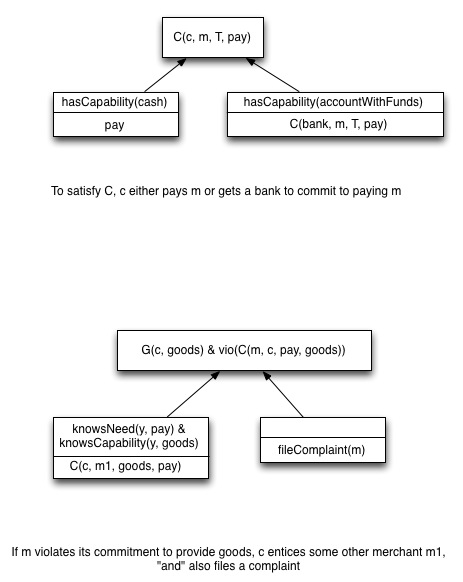 C(c, m, T, pay)
hasCapability(cash)
pay
hasCapability(accountWithFunds)
C(bank, m, T, pay)
To satisfy C, c either pays m or gets a bank to commit to paying m
G(c, goods) & vio(C(m, c, pay, goods))
knowsNeed(y, pay) &
knowsCapability(y, goods)
C(c, m1, goods, pay)
fileComplaint(m)
If m violates its commitment to provide goods, c entices some other merchant m1,
"and" also files a complaint